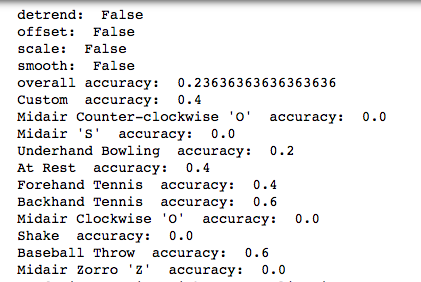 detrend:  False
offset:  False
scale:  False
smooth:  False
overall accuracy:  0.23636363636363636
Custom  accuracy:  0.4
Midair Counter-clockwise 'O'  accuracy:  0.0
Midair 'S'  accuracy:  0.0
Underhand Bowling  accuracy:  0.2
At Rest  accuracy:  0.4
Forehand Tennis  accuracy:  0.4
Backhand Tennis  accuracy:  0.6
Midair Clockwise 'O'  accuracy:  0.0
Shake  accuracy:  0.0
Baseball Throw  accuracy:  0.6
Midair Zorro 'Z'  accuracy:  0.0